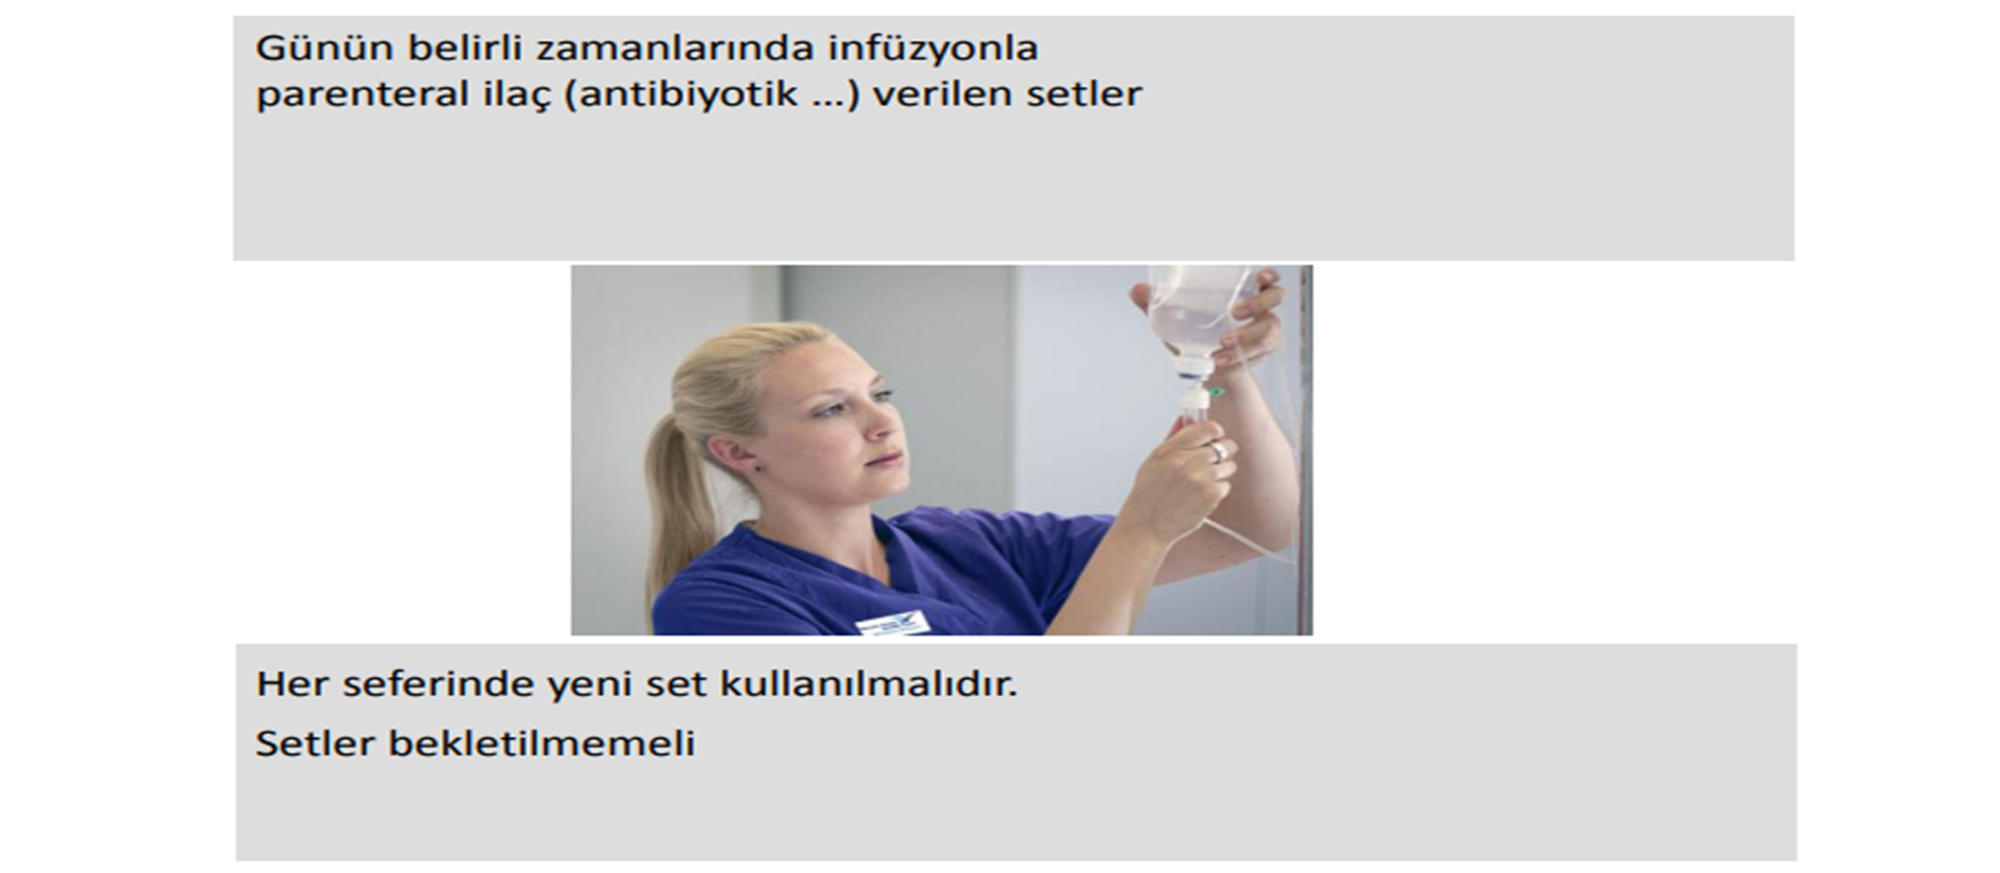 Günün belirli zamanlarında infüzyonla
parenteral ilaç (antibiyotik ...) verilen setler
Her seferinde yeni set kullanılmalıdır.
Setler bekletilmemeli